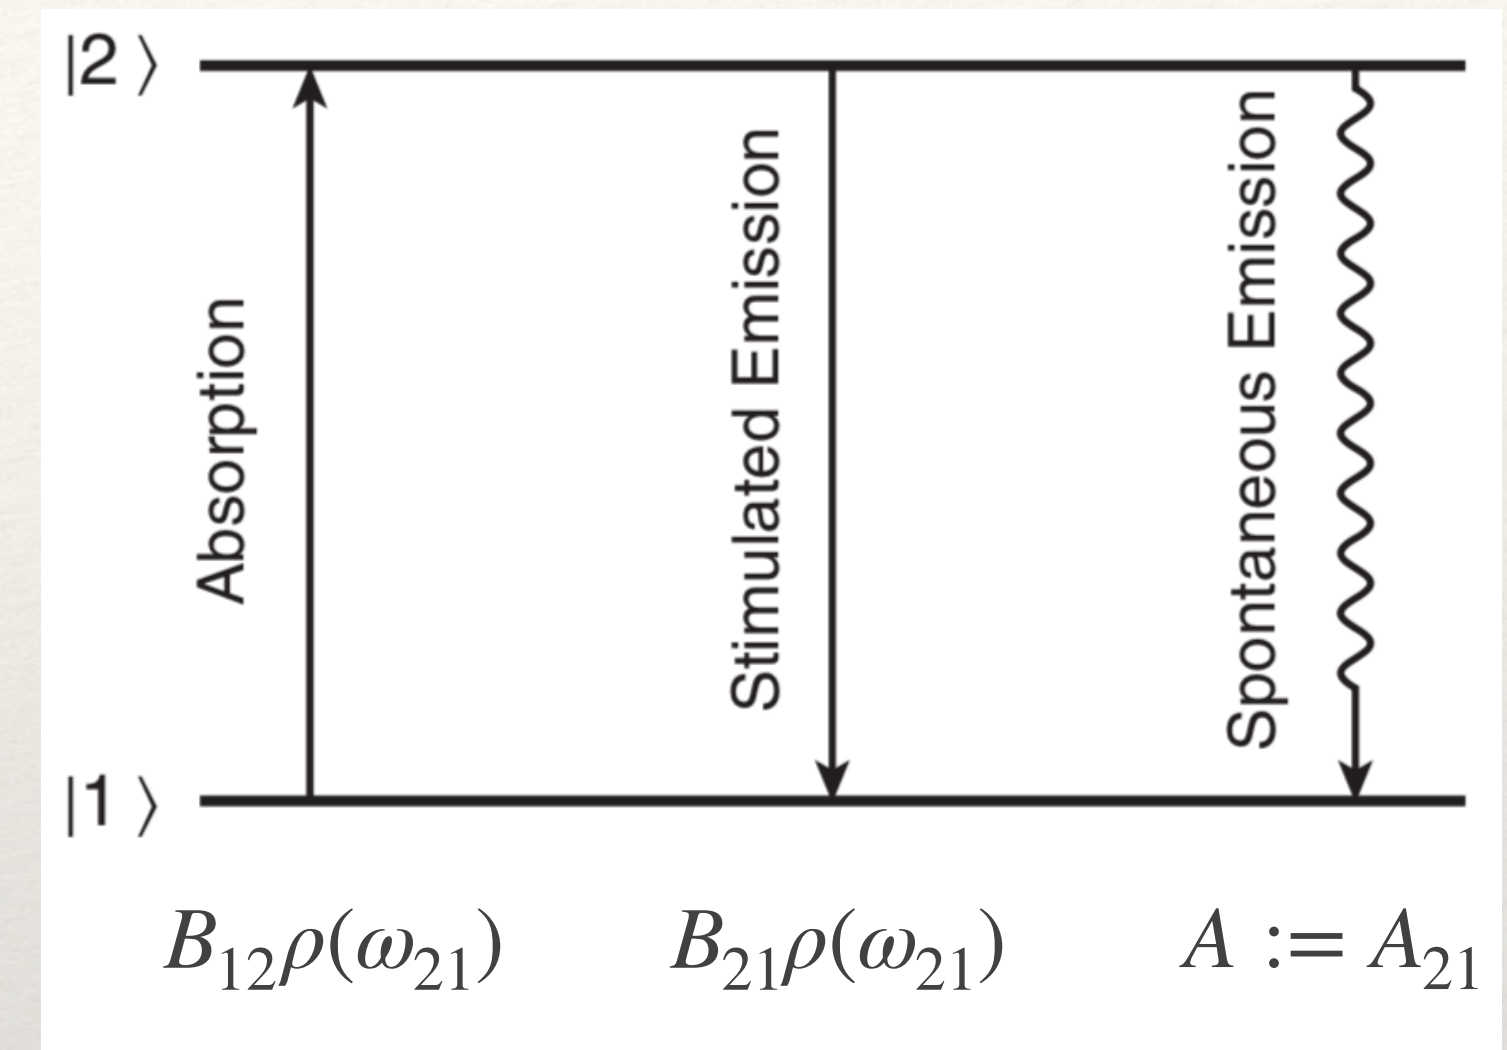 |2⟩
Absorption
Stimulated Emission
Spontaneous Emission
|1⟩
B₁₂ρ(ω₂₁)
B₂₁ρ(ω₂₁)
A := A₂₁